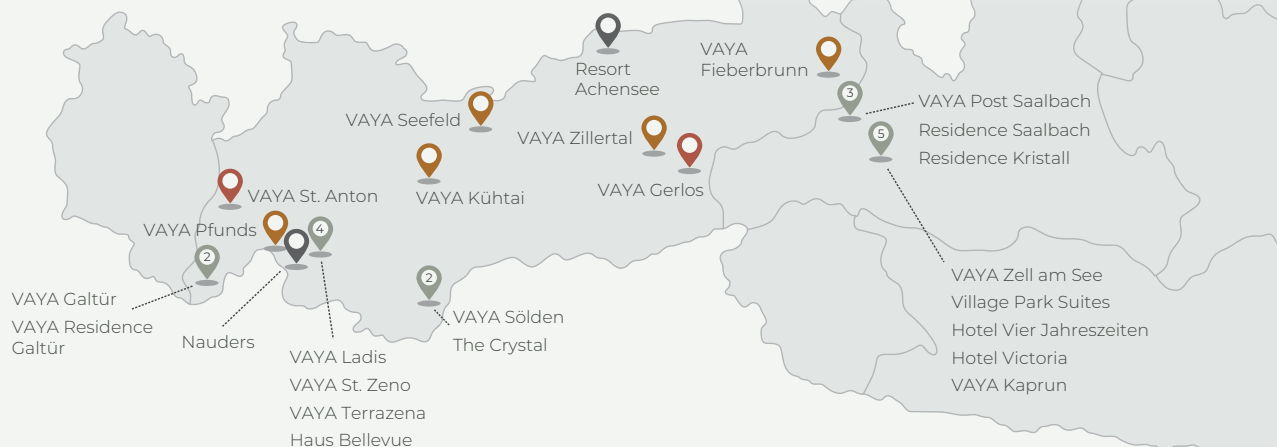 Resort
Achensee
VAYA
Fieberbrunn
3
VAYA Post Saalbach
Residence Saalbach
Residence Kristall
VAYA Seefeld
VAYA Zillertal
5
VAYA Kühtai
VAYA Gerlos
VAYA St. Anton
VAYA Pfunds
4
2
2
VAYA Galtür
VAYA Residence
Galtür
Nauders
VAYA Sölden
The Crystal
VAYA Ladis
VAYA St. Zeno
VAYA Terrazena
Haus Bellevue
VAYA Zell am See
Village Park Suites
Hotel Vier Jahreszeiten
Hotel Victoria
VAYA Kaprun